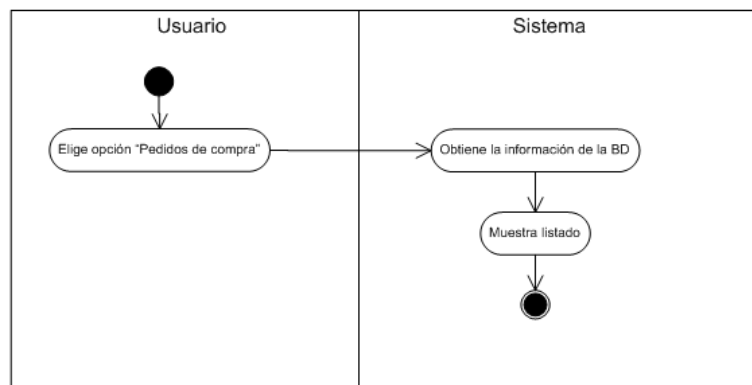 Usuario
Sistema
Elige opción "Pedidos de compra"
Obtiene la información de la BD
Muestra listado